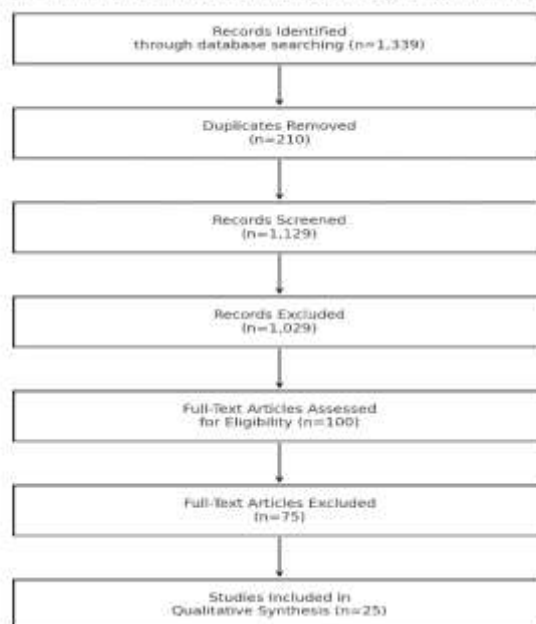 Records Identified
through database searching (n=1,339)
Duplicates Removed
(n=210)
Records Screened
(n=1,129)
Records Excluded
(n=1,029)
Full-Text Articles Assessed
for Eligibility (n=100)
Full-Text Articles Excluded
(n=75)
Studies Included in
Qualitative Synthesis (n=25)